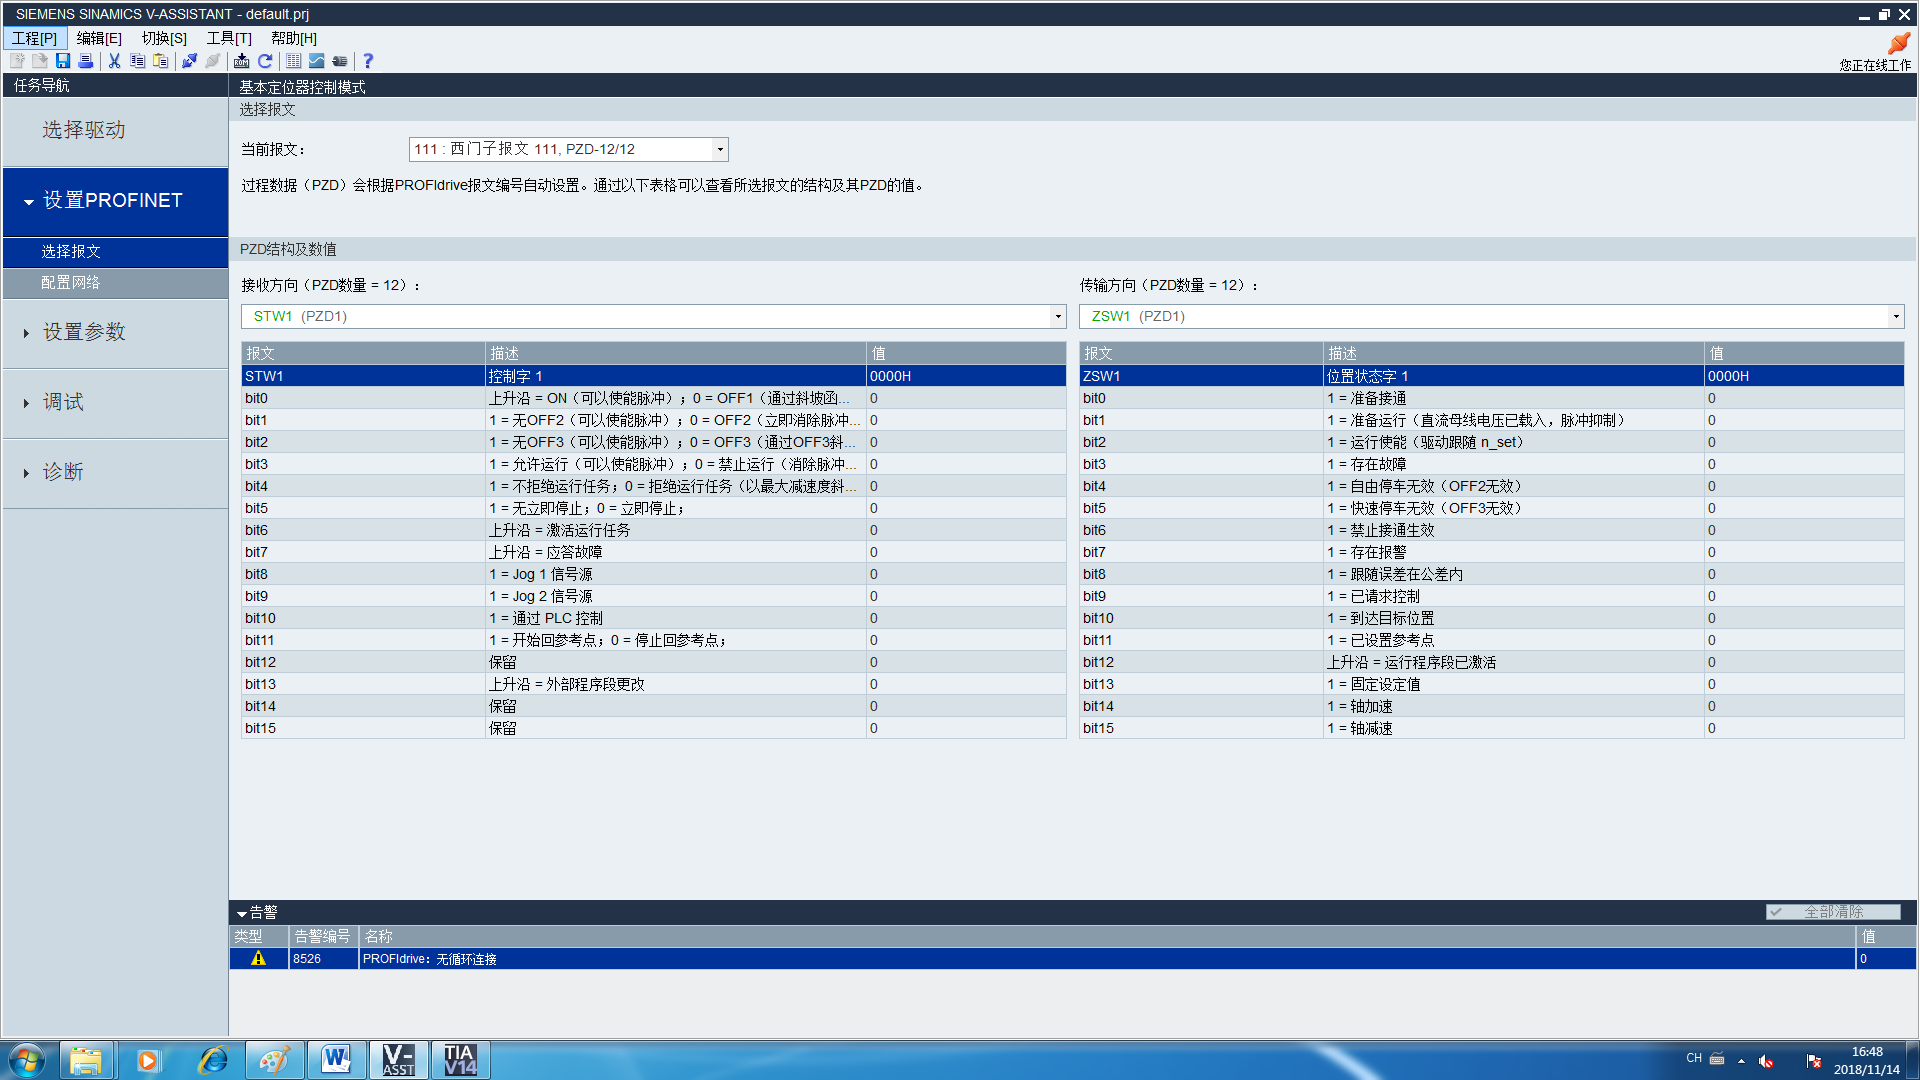 SIEMENS SINAMICS V-ASSISTANT - default.prj
工程[P] 编辑[E] 切换[S] 工具[T] 帮助[H]
您正在线工作
任务导航
选择驱动
设置PROFINET
选择报文
配置网络
设置参数
调试
诊断
基本定位器控制模式
选择报文
当前报文：
111 : 西门子报文 111, PZD-12/12
过程数据（PZD）会根据PROFIdrive报文编号自动设置。通过以下表格可以查看所选报文的结构及其PZD的值。
PZD结构及数值
接收方向（PZD数量 = 12）：
STW1 (PZD1)
报文 描述 值
STW1 控制字 1 0000H
bit0 上升沿 = ON（可以使能脉冲）；0 = OFF1（通过斜坡函... 0
bit1 1 = 无OFF2（可以使能脉冲）；0 = OFF2（立即消除脉冲... 0
bit2 1 = 无OFF3（可以使能脉冲）；0 = OFF3（通过OFF3斜... 0
bit3 1 = 允许运行（可以使能脉冲）；0 = 禁止运行（消除脉冲... 0
bit4 1 = 不拒绝运行任务；0 = 拒绝运行任务（以最大减速度斜... 0
bit5 1 = 无立即停止；0 = 立即停止； 0
bit6 上升沿 = 激活运行任务 0
bit7 上升沿 = 应答故障 0
bit8 1 = Jog 1 信号源 0
bit9 1 = Jog 2 信号源 0
bit10 1 = 通过 PLC 控制 0
bit11 1 = 开始回参考点；0 = 停止回参考点； 0
bit12 保留 0
bit13 上升沿 = 外部程序段更改 0
bit14 保留 0
bit15 保留 0
传输方向（PZD数量 = 12）：
ZSW1 (PZD1)
报文 描述 值
ZSW1 位置状态字 1 0000H
bit0 1 = 准备接通 0
bit1 1 = 准备运行（直流母线电压已载入，脉冲抑制） 0
bit2 1 = 运行使能（驱动跟随 n_set） 0
bit3 1 = 存在故障 0
bit4 1 = 自由停车无效（OFF2无效） 0
bit5 1 = 快速停车无效（OFF3无效） 0
bit6 1 = 禁止接通生效 0
bit7 1 = 存在报警 0
bit8 1 = 跟随误差在公差内 0
bit9 1 = 已请求控制 0
bit10 1 = 到达目标位置 0
bit11 1 = 已设置参考点 0
bit12 上升沿 = 运行程序段已激活 0
bit13 1 = 固定设定值 0
bit14 1 = 轴加速 0
bit15 1 = 轴减速 0
告警
全部清除
类型 告警编号 名称 值
8526 PROFIdrive：无循环连接 0
V-ASST
TIA V14
CH
16:48
2018/11/14